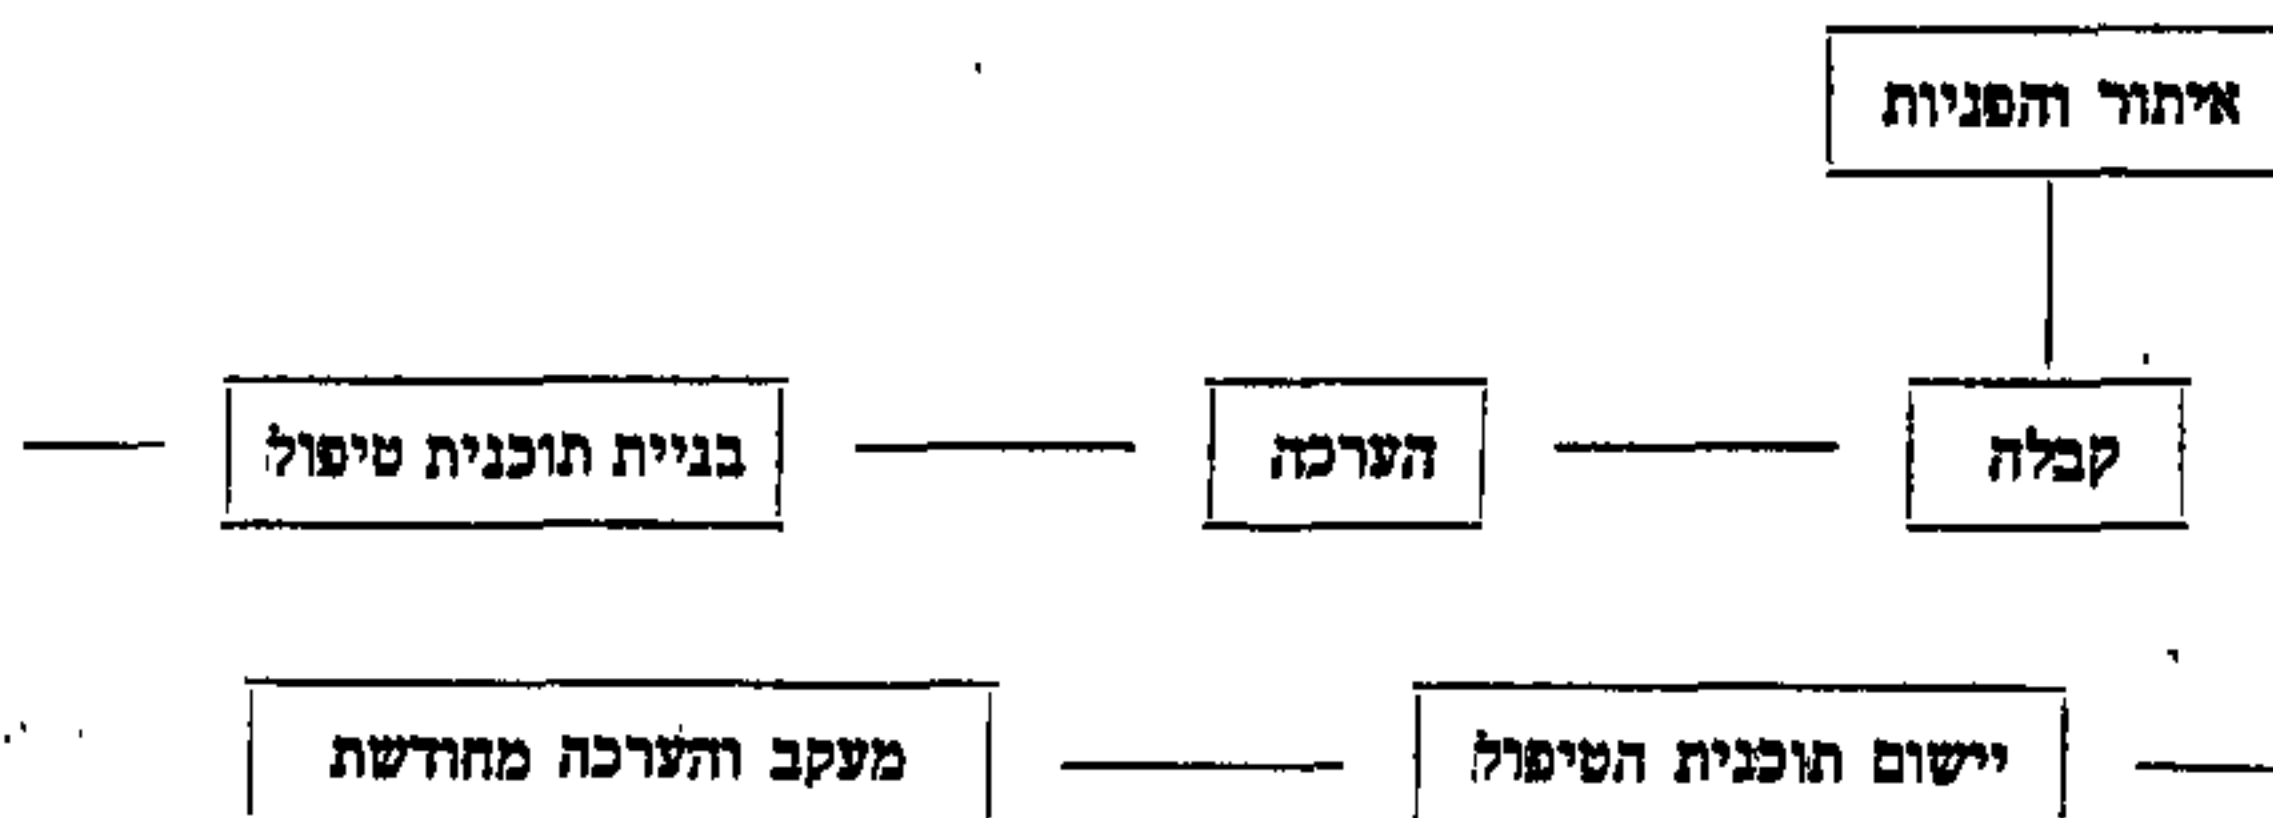 איתור והפניות
קבלה
הערכה
בניית תוכנית טיפול
יישום תוכנית הטיפול
מעקב והערכה מחודשת